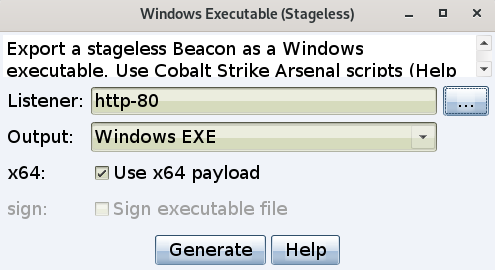 Windows Executable (Stageless)
Export a stageless Beacon as a Windows
executable. Use Cobalt Strike Arsenal scripts (Help
Listener: http-80 ...
Output: Windows EXE
x64: Use x64 payload
sign: Sign executable file
Generate Help